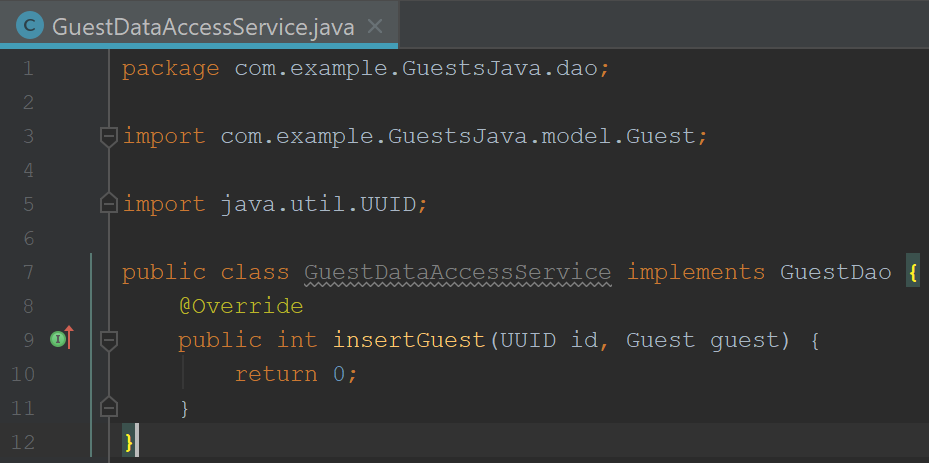 C GuestDataAccessService.java ×
1 package com.example.GuestsJava.dao;
2
3 import com.example.GuestsJava.model.Guest;
4
5 import java.util.UUID;
6
7 public class GuestDataAccessService implements GuestDao {
8 @Override
9 I public int insertGuest(UUID id, Guest guest) {
10 return 0;
11 }
12 }